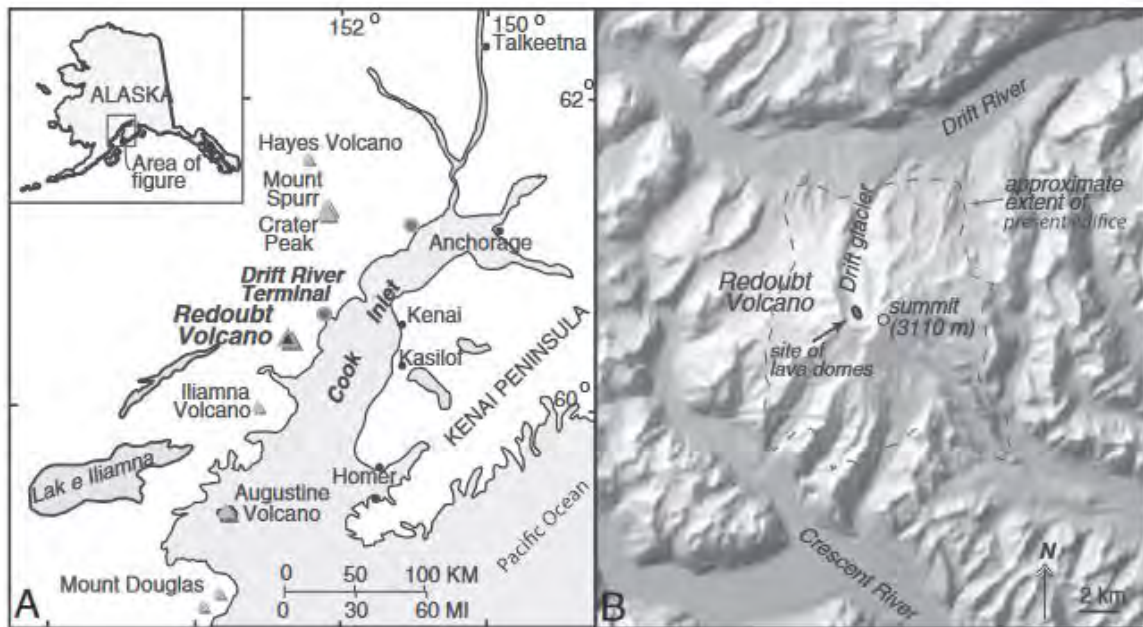 152 o
150 o
Talkeetna
62 o
ALASKA
Area of
figure
Hayes Volcano
Mount
Spurr
Crater
Peak
Anchorage
Drift River
Terminal
Redoubt
Volcano
Cook Inlet
Kenai
Kasilof
KENAI PENINSULA
60 o
Iliamna
Volcano
Lak e Iliamna
Homer
Augustine
Volcano
Pacific Ocean
Mount Douglas
0 50 100 KM
0 30 60 MI
A
Drift River
approximate
extent of
present edifice
Drift glacier
Redoubt
Volcano
summit
(3110 m)
site of
lava domes
Crescent River
N
2 km
B